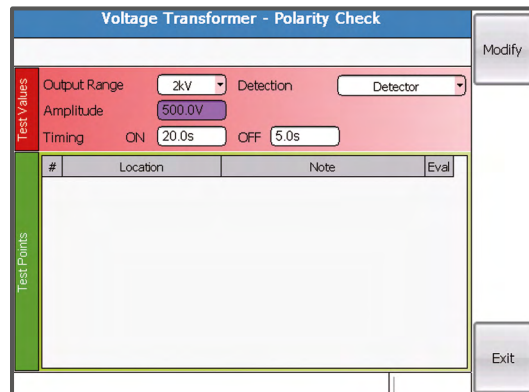 Voltage Transformer - Polarity Check
Modify
Test Values
Output Range 2kV Detection Detector
Amplitude 500.0V
Timing ON 20.0s OFF 5.0s
Test Points
# Location Note Eval
Exit